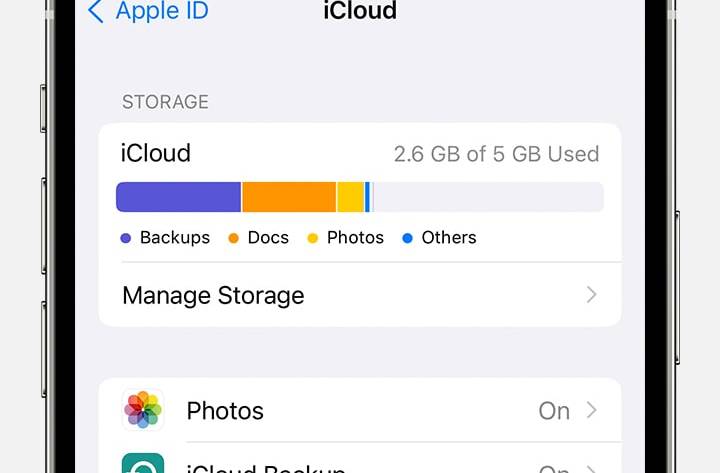 Apple ID iCloud
STORAGE
iCloud 2.6 GB of 5 GB Used
Backups Docs Photos Others
Manage Storage
Photos On
iCloud Backup On